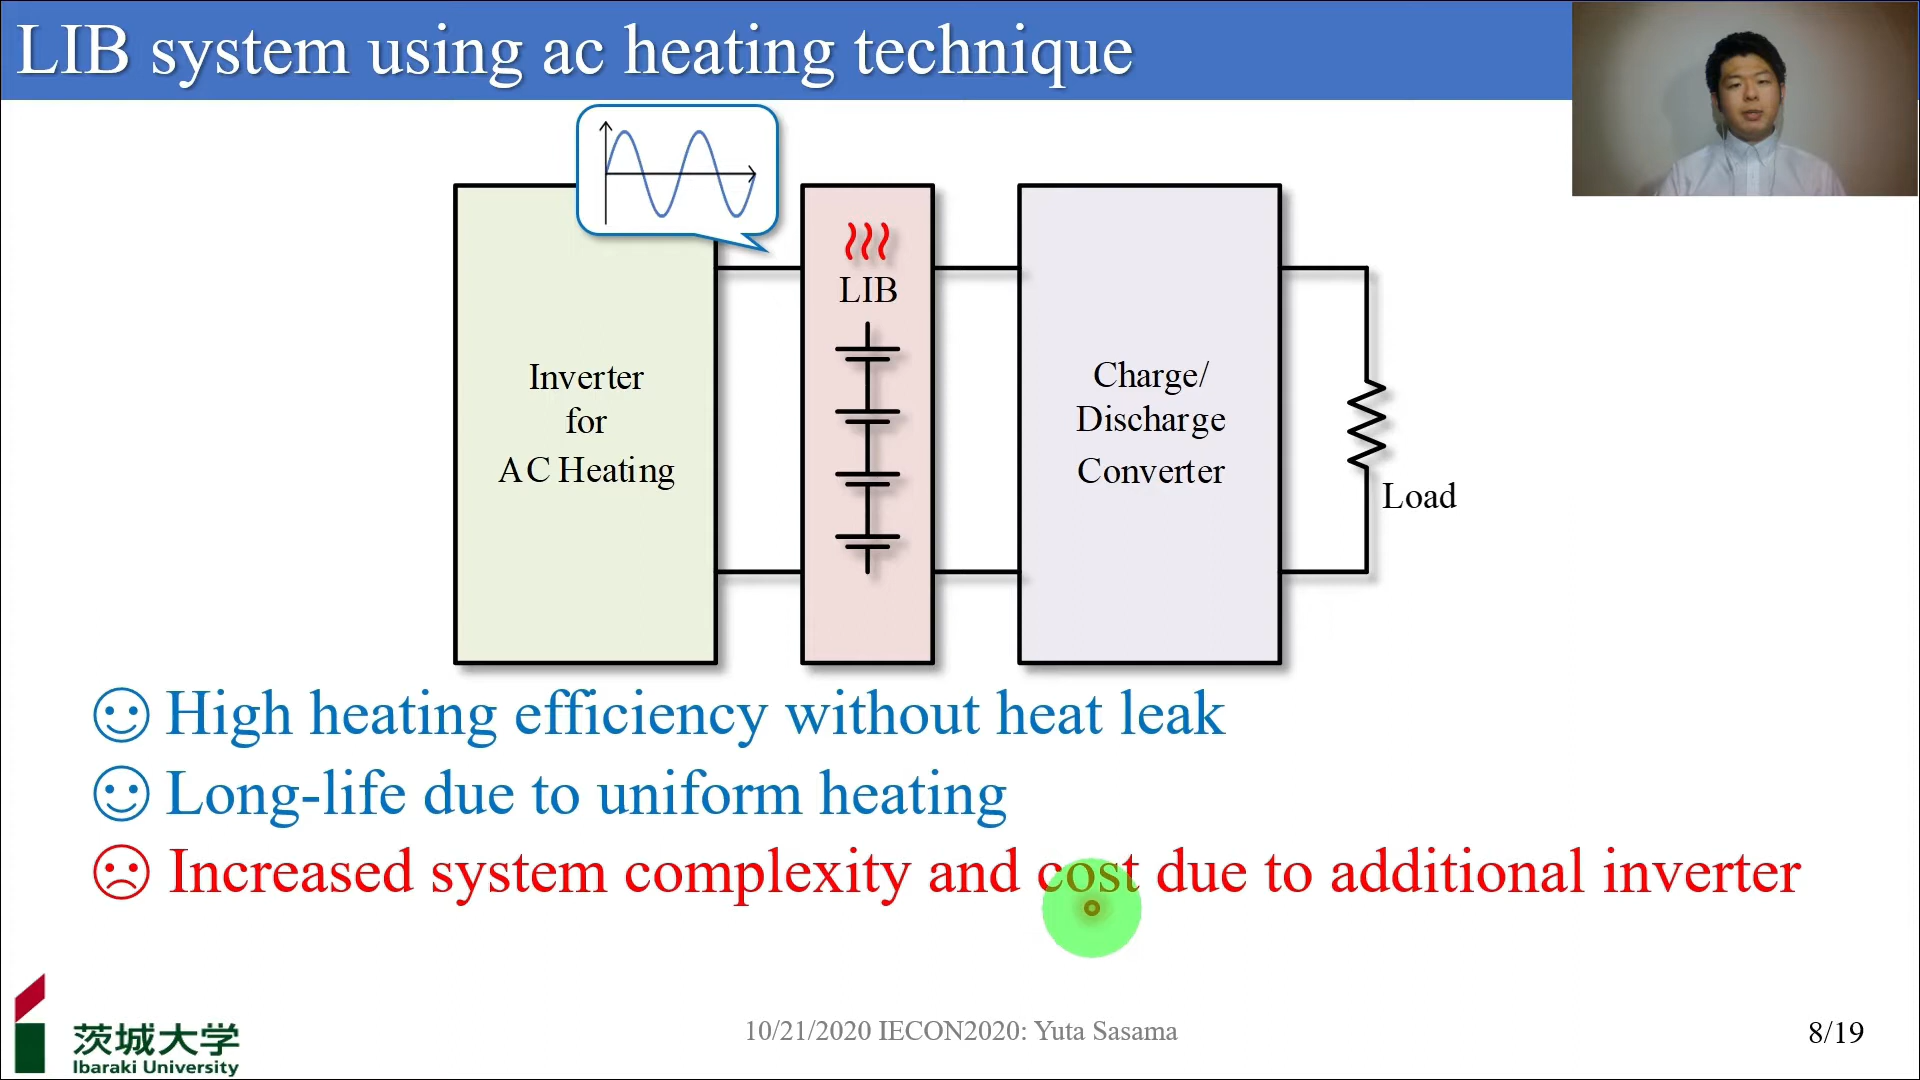 LIB system using ac heating technique
Inverter
for
AC Heating
LIB
Charge/
Discharge
Converter
Load
High heating efficiency without heat leak
Long-life due to uniform heating
Increased system complexity and cost due to additional inverter
茨城大学
Ibaraki University
10/21/2020 IECON2020: Yuta Sasama
8/19